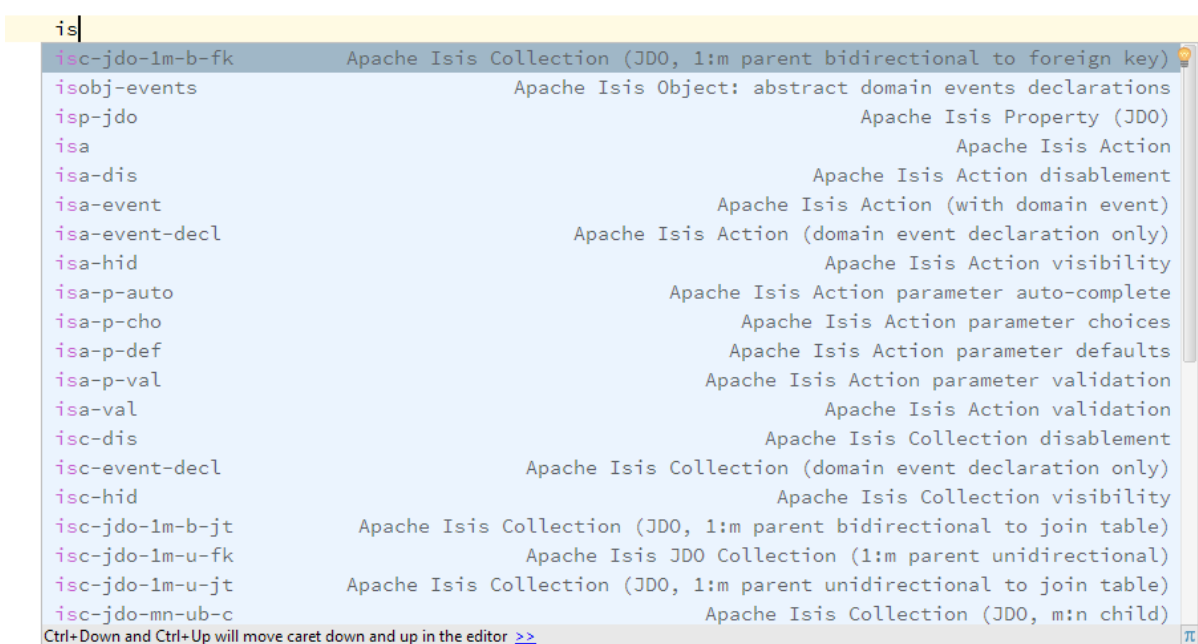 is
isc-jdo-1m-b-fk Apache Isis Collection (JDO, 1:m parent bidirectional to foreign key)
isobj-events Apache Isis Object: abstract domain events declarations
isp-jdo Apache Isis Property (JDO)
isa Apache Isis Action
isa-dis Apache Isis Action disablement
isa-event Apache Isis Action (with domain event)
isa-event-decl Apache Isis Action (domain event declaration only)
isa-hid Apache Isis Action visibility
isa-p-auto Apache Isis Action parameter auto-complete
isa-p-cho Apache Isis Action parameter choices
isa-p-def Apache Isis Action parameter defaults
isa-p-val Apache Isis Action parameter validation
isa-val Apache Isis Action validation
isc-dis Apache Isis Collection disablement
isc-event-decl Apache Isis Collection (domain event declaration only)
isc-hid Apache Isis Collection visibility
isc-jdo-1m-b-jt Apache Isis Collection (JDO, 1:m parent bidirectional to join table)
isc-jdo-1m-u-fk Apache Isis JDO Collection (1:m parent unidirectional)
isc-jdo-1m-u-jt Apache Isis Collection (JDO, 1:m parent unidirectional to join table)
isc-jdo-mn-ub-c Apache Isis Collection (JDO, m:n child)
Ctrl+Down and Ctrl+Up will move caret down and up in the editor >> π